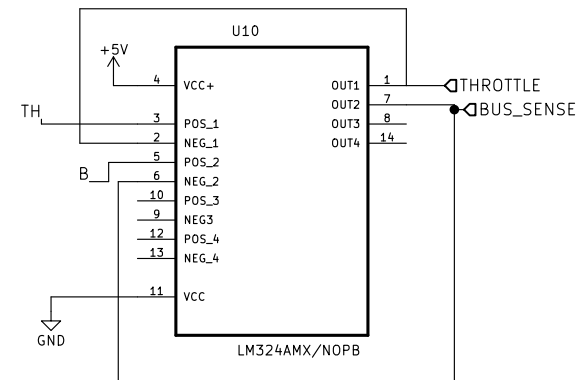 U10
+5V
4 VCC+ OUT1 1 THROTTLE
OUT2 7 BUS_SENSE
TH 3 POS_1 OUT3 8
2 NEG_1 OUT4 14
B 5 POS_2
6 NEG_2
10 POS_3
9 NEG3
12 POS_4
13 NEG_4
11 VCC
GND
LM324AMX/NOPB